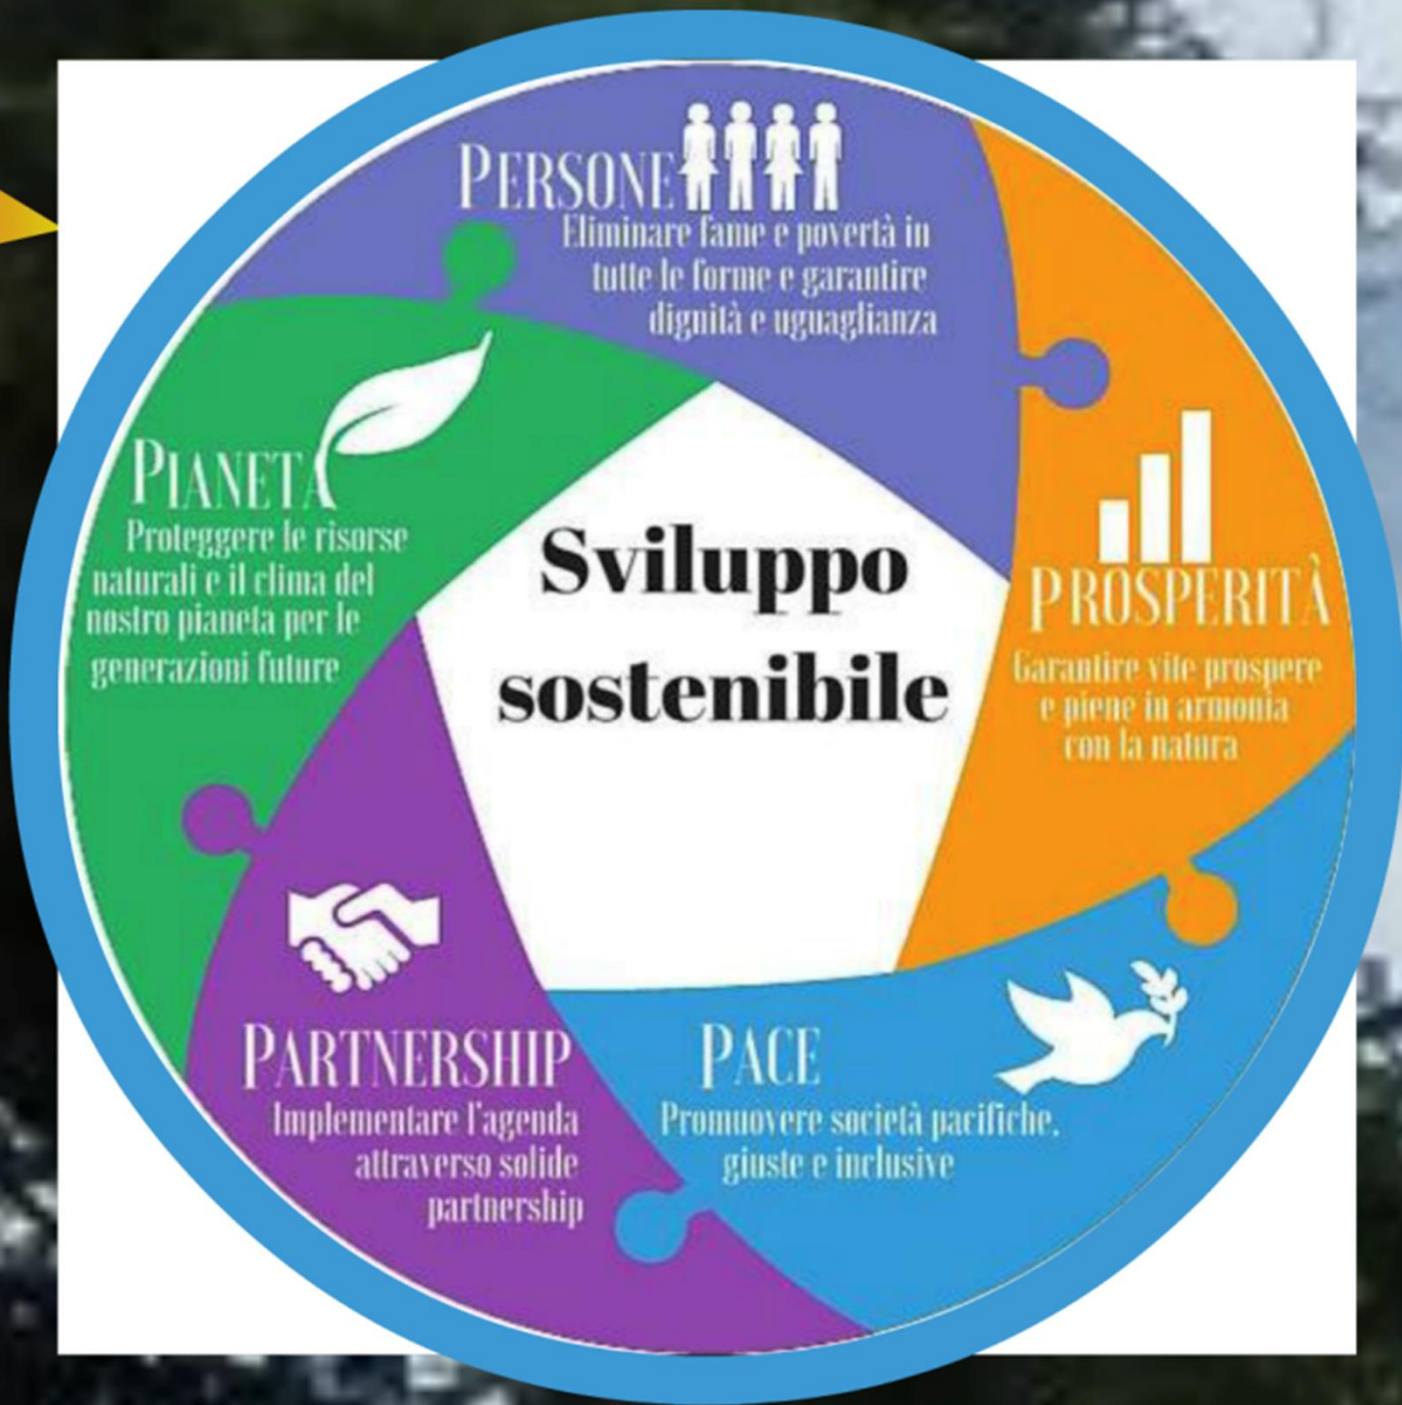 PERSONE
Eliminare fame e povertà in
tutte le forme e garantire
dignità e uguaglianza
PIANETA
Proteggere le risorse
naturali e il clima del
nostro pianeta per le
generazioni future
Sviluppo
sostenibile
PROSPERITÀ
Garantire vite prospere
e piene in armonia
con la natura
PARTNERSHIP
Implementare l'agenda
attraverso solide
partnership
PACE
Promuovere società pacifiche,
giuste e inclusive